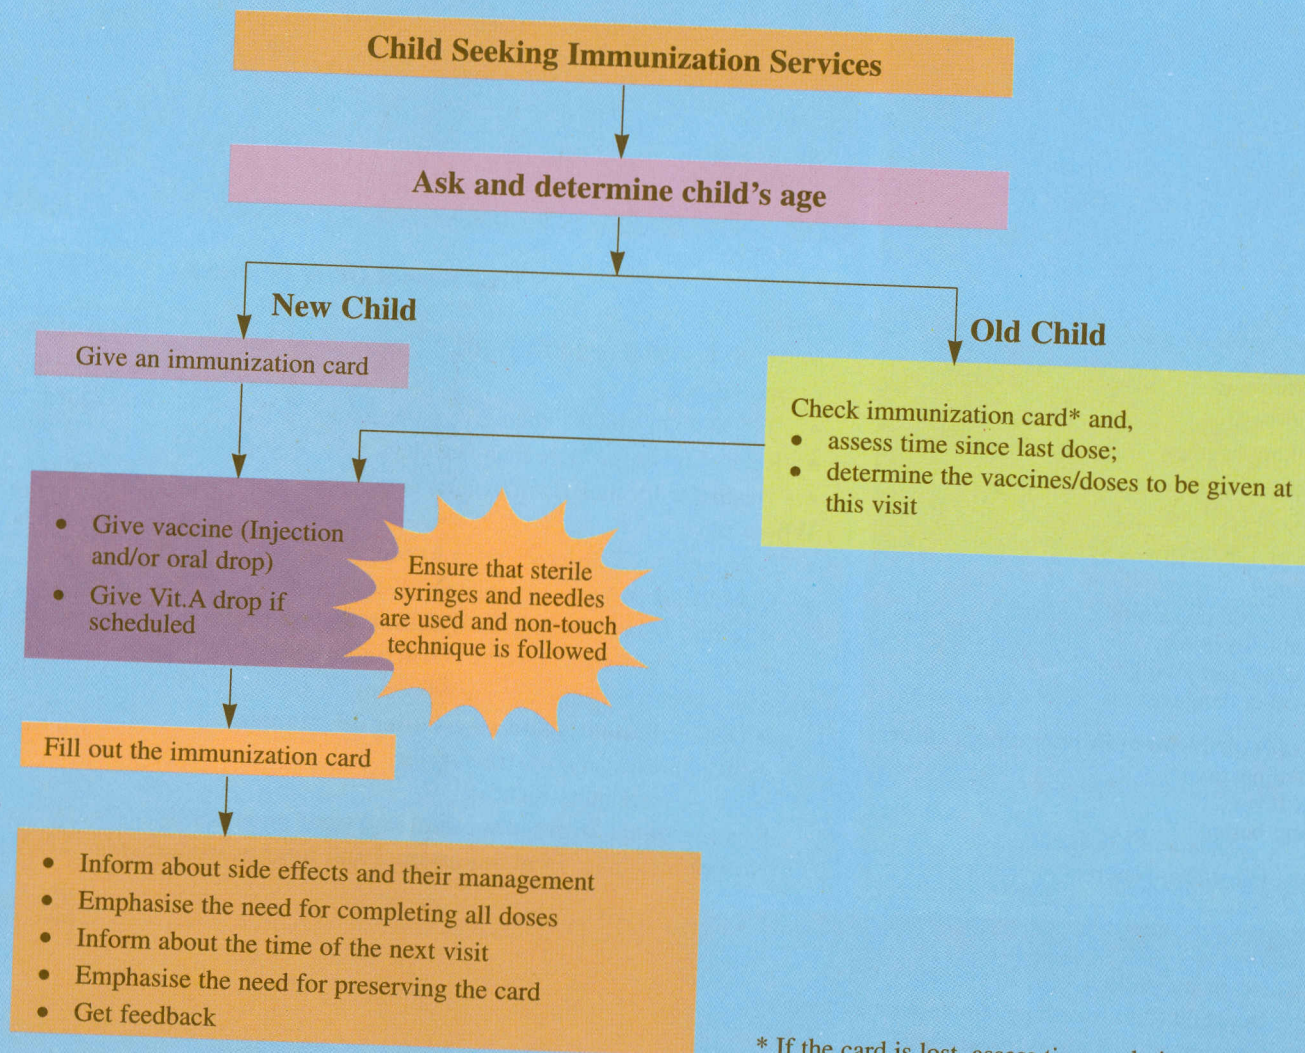 Child Seeking Immunization Services
Ask and determine child's age
New Child
Old Child
Give an immunization card
Check immunization card* and,
• assess time since last dose;
• determine the vaccines/doses to be given at
this visit
• Give vaccine (Injection
and/or oral drop)
• Give Vit.A drop if
scheduled
Ensure that sterile
syringes and needles
are used and non-touch
technique is followed
Fill out the immunization card
• Inform about side effects and their management
• Emphasise the need for completing all doses
• Inform about the time of the next visit
• Emphasise the need for preserving the card
• Get feedback
* If the card is lost,